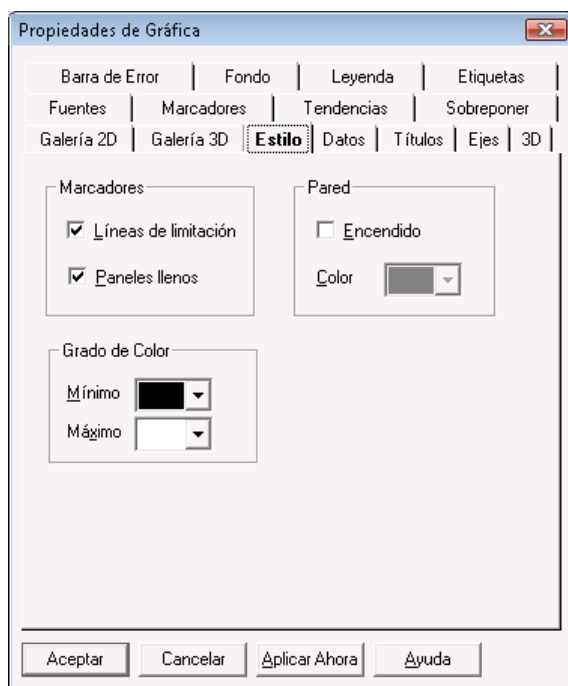 Propiedades de Gráfica
Barra de Error Fondo Leyenda Etiquetas
Fuentes Marcadores Tendencias Sobreponer
Galería 2D Galería 3D Estilo Datos Títulos Ejes 3D
Marcadores
Líneas de limitación
Paneles llenos
Pared
Encendido
Color
Grado de Color
Mínimo
Máximo
Aceptar Cancelar Aplicar Ahora Ayuda